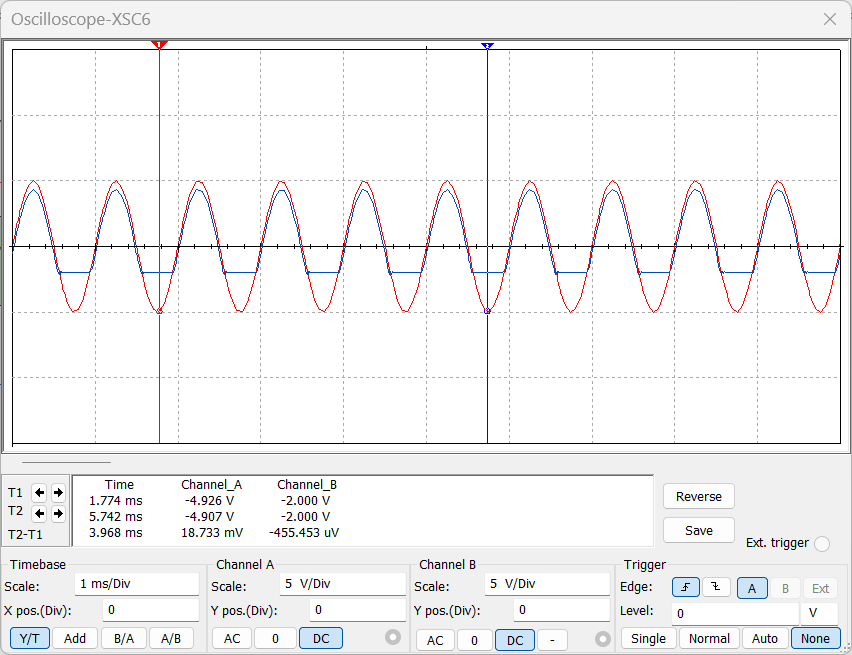 Oscilloscope-XSC6
1
2
Time Channel_A Channel_B
T1 1.774 ms -4.926 V -2.000 V
T2 5.742 ms -4.907 V -2.000 V
T2-T1 3.968 ms 18.733 mV -455.453 uV
Reverse
Save
Ext. trigger
Timebase Channel A Channel B Trigger
Scale: 1 ms/Div Scale: 5 V/Div Scale: 5 V/Div Edge: A B Ext
X pos.(Div): 0 Y pos.(Div): 0 Y pos.(Div): 0 Level: 0 V
Y/T Add B/A A/B AC 0 DC AC 0 DC - Single Normal Auto None